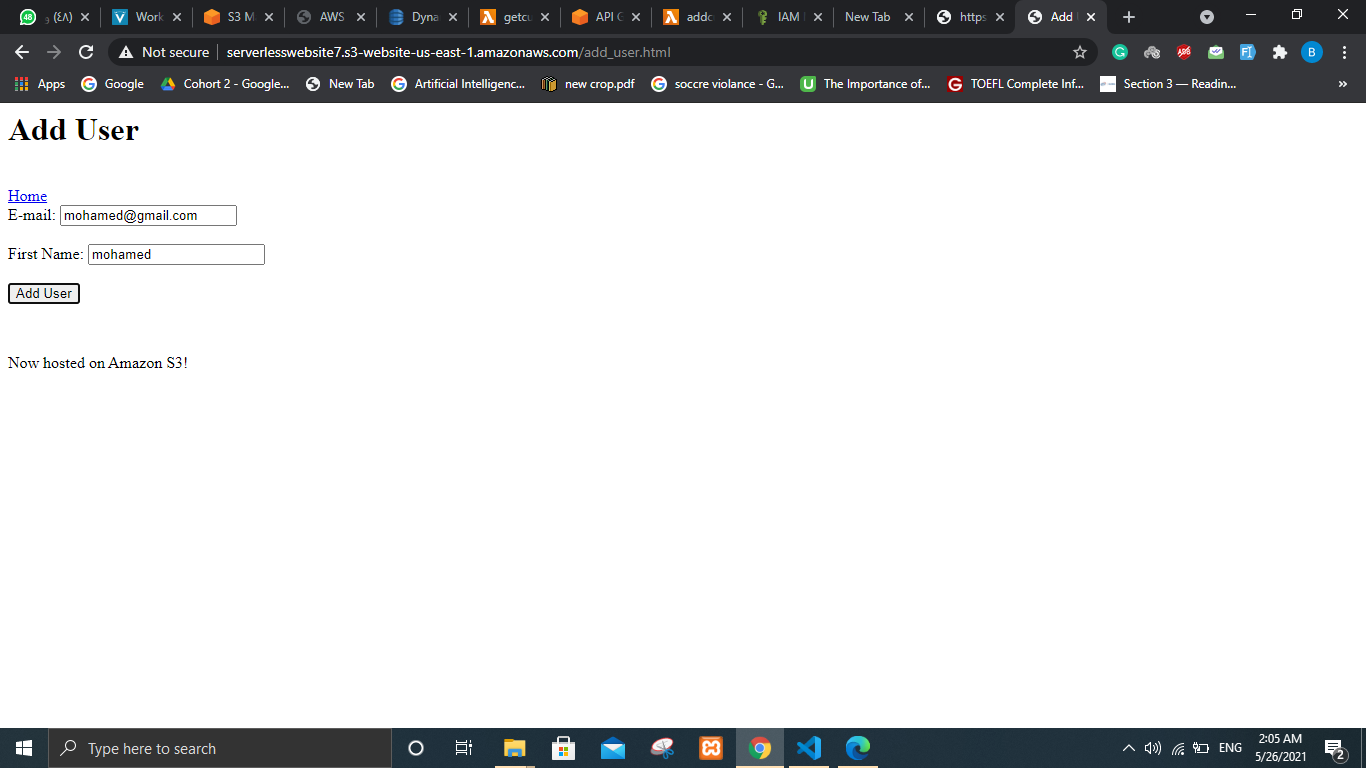 48 (٤٨)
Work
S3 M
AWS
Dyna
getcu
API G
addc
IAM
New Tab
https
Add
Not secure
serverlesswebsite7.s3-website-us-east-1.amazonaws.com/add_user.html
B
Apps
Google
Cohort 2 - Google...
New Tab
Artificial Intelligenc...
new crop.pdf
soccre violance - G...
The Importance of...
TOEFL Complete Inf...
Section 3 — Readin...
»
Add User
Home
E-mail: mohamed@gmail.com
First Name: mohamed
Add User
Now hosted on Amazon S3!
Type here to search
ENG
2:05 AM
5/26/2021
2